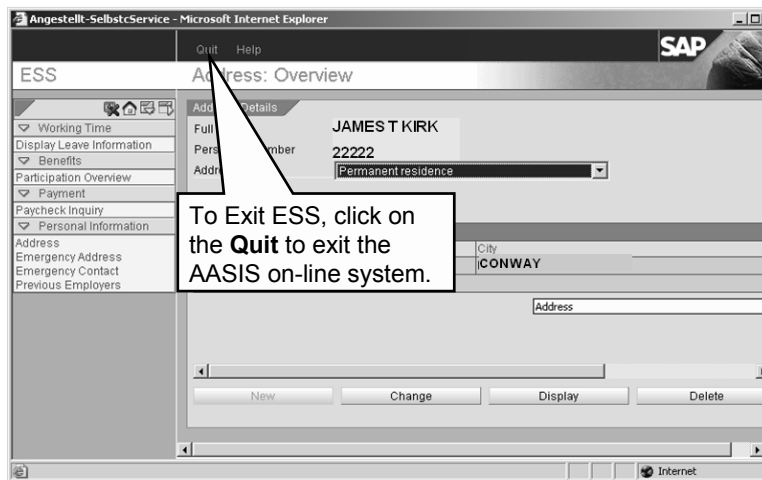 Angestellt-SelbstcService - Microsoft Internet Explorer
Quit Help
SAP
ESS
Address: Overview
Details
Working Time
Display Leave Information
Benefits
Participation Overview
Payment
Paycheck Inquiry
Personal Information
Address
Emergency Address
Emergency Contact
Previous Employers
Full
JAMES T KIRK
22222
Permanent residence
To Exit ESS, click on
the Quit to exit the
AASIS on-line system.
City
CONWAY
Address
New Change Display Delete
Internet